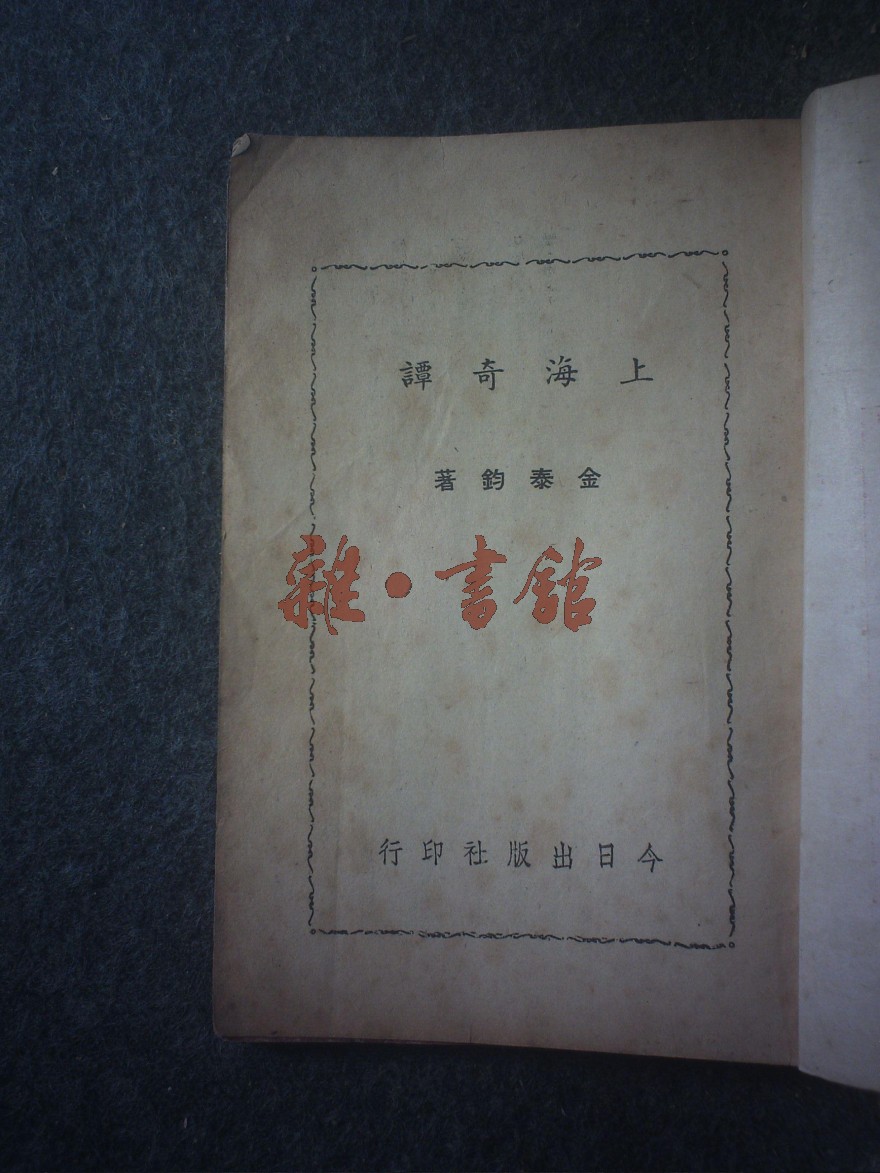 上海奇譚
金泰鈞著
雜·書館
今日出版社印行